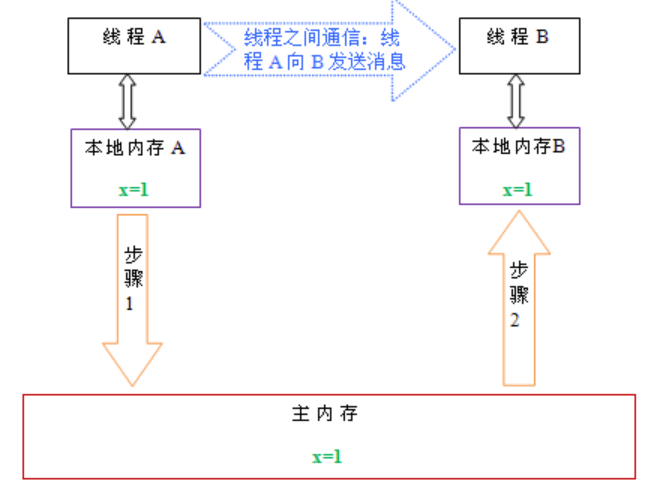 线程 A
线程之间通信：线
程 A 向 B 发送消息
线程 B
本地内存 A
x=1
本地内存B
x=1
步
骤
1
步
骤
2
主内存
x=1